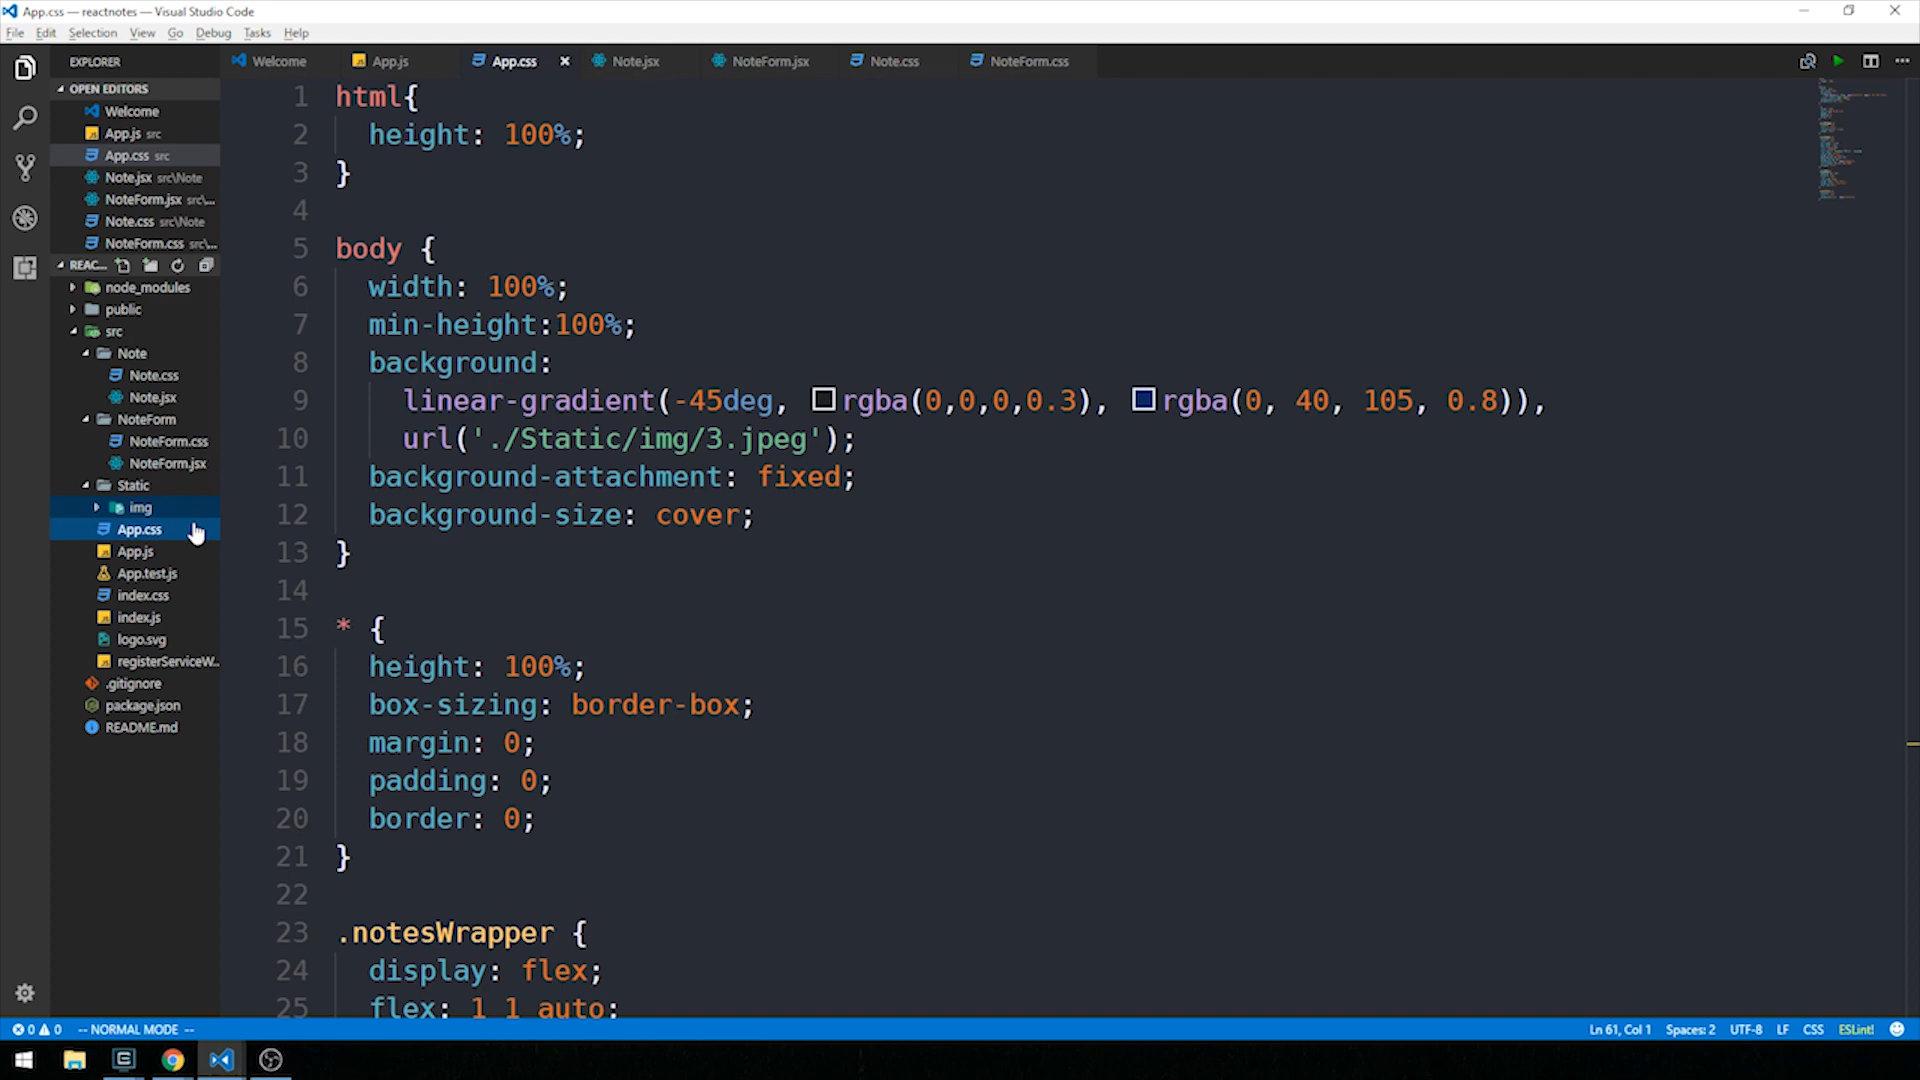 App.css — reactnotes — Visual Studio Code
File Edit Selection View Go Debug Tasks Help
EXPLORER
Welcome App.js App.css Note.jsx NoteForm.jsx Note.css NoteForm.css
OPEN EDITORS
Welcome
App.js src
App.css src
Note.jsx src\Note
NoteForm.jsx src\...
Note.css src\Note
NoteForm.css src\...
REAC...
node_modules
public
src
Note
Note.css
Note.jsx
NoteForm
NoteForm.css
NoteForm.jsx
Static
img
App.css
App.js
App.test.js
index.css
index.js
logo.svg
registerServiceW...
.gitignore
package.json
README.md
1 html{
2 height: 100%;
3 }
4
5 body {
6 width: 100%;
7 min-height:100%;
8 background:
9 linear-gradient(-45deg, rgba(0,0,0,0.3), rgba(0, 40, 105, 0.8)),
10 url('./Static/img/3.jpeg');
11 background-attachment: fixed;
12 background-size: cover;
13 }
14
15 * {
16 height: 100%;
17 box-sizing: border-box;
18 margin: 0;
19 padding: 0;
20 border: 0;
21 }
22
23 .notesWrapper {
24 display: flex;
25 flex: 1 1 auto;
0 0 -- NORMAL MODE -- Ln 61, Col 1 Spaces: 2 UTF-8 LF CSS ESLint!